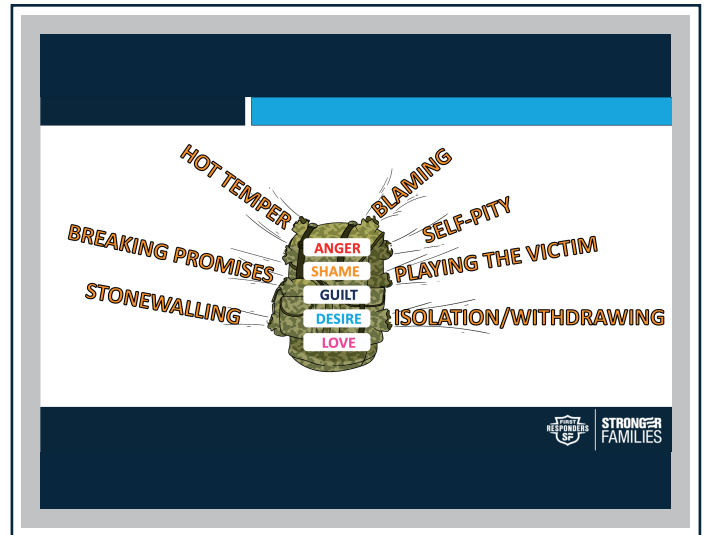 HOT TEMPER
BLAMING
SELF-PITY
BREAKING PROMISES
PLAYING THE VICTIM
STONEWALLING
ISOLATION/WITHDRAWING
ANGER
SHAME
GUILT
DESIRE
LOVE
FIRST
RESPONDERS
SF
STRONGER
FAMILIES